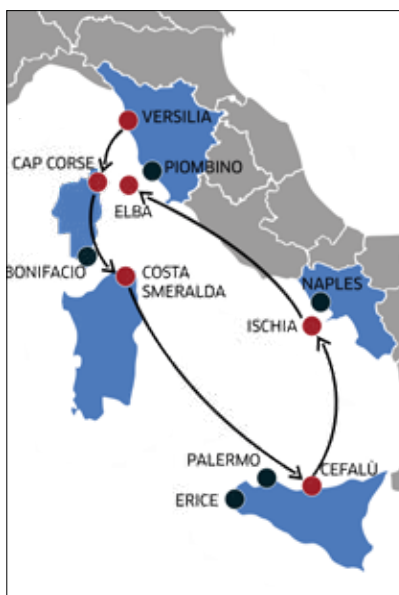 VERSILIA
CAP CORSE
PIOMBINO
ELBA
BONIFACIO
COSTA
SMERALDA
NAPLES
ISCHIA
PALERMO
CEFALÙ
ERICE